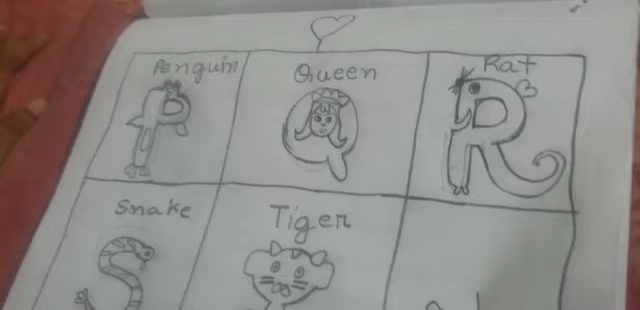 Penguin Queen Rat
P Q R
Snake Tiger
S